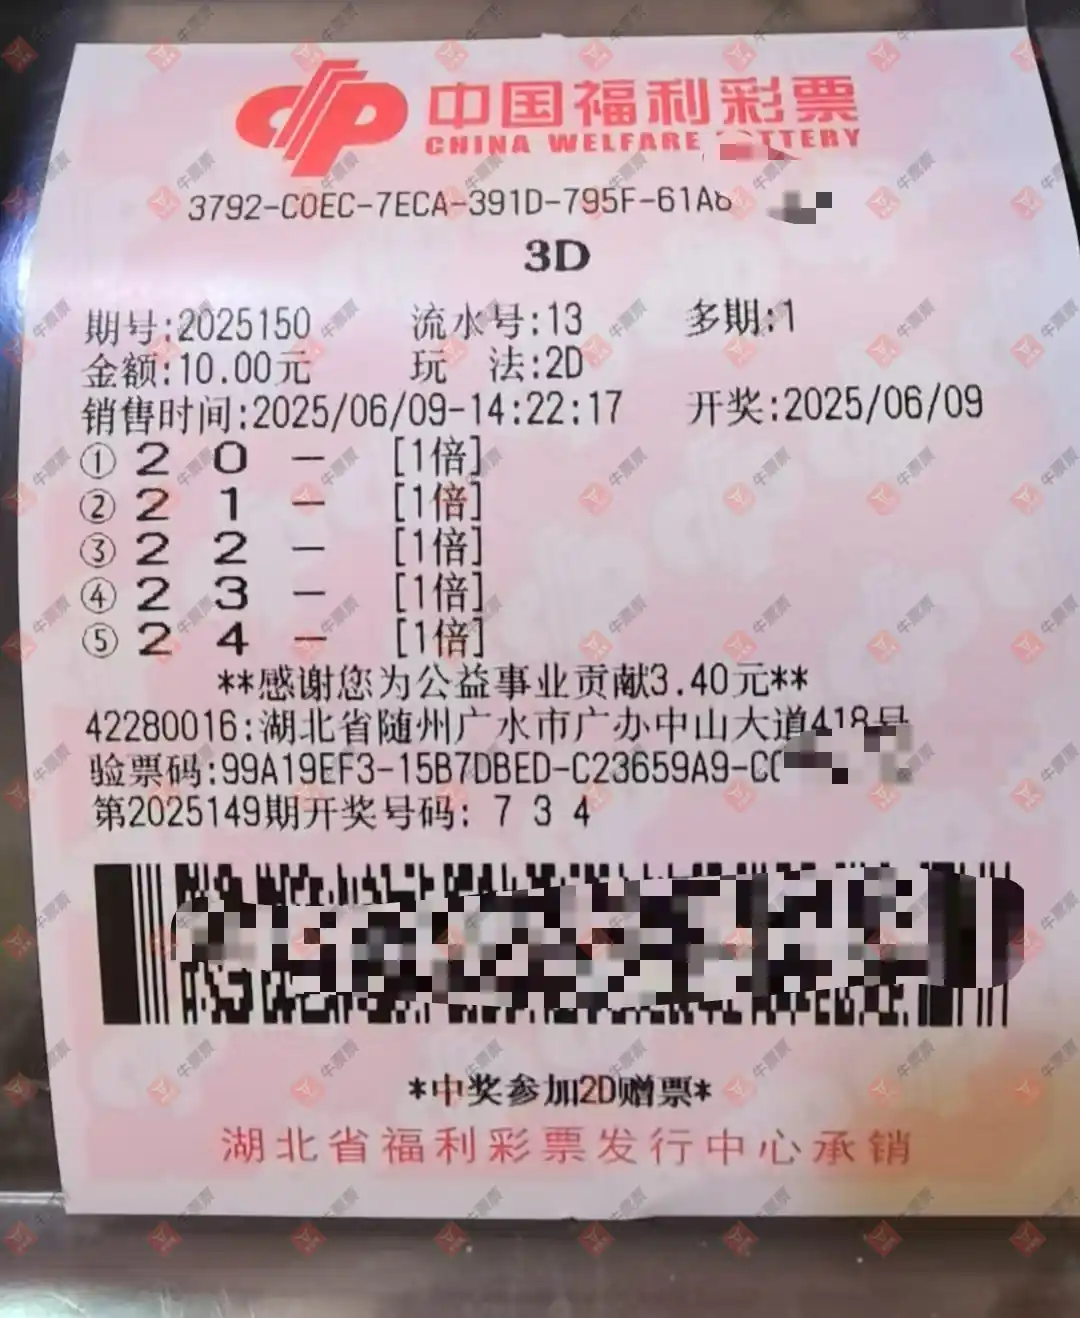 中国福利彩票
CHINA WELFARE LOTTERY
3792-C0EC-7ECA-391D-795F-61A6
3D
期号:2025150 流水号:13 多期:1
金额:10.00元 玩 法:2D
销售时间:2025/06/09-14:22:17 开奖:2025/06/09
① 2 0 — [1倍]
② 2 1 — [1倍]
③ 2 2 — [1倍]
④ 2 3 — [1倍]
⑤ 2 4 — [1倍]
**感谢您为公益事业贡献3.40元**
42280016:湖北省随州广水市广办中山大道418号
验票码:99A19EF3-15B7DBED-C23659A9-C
第2025149期开奖号码: 7 3 4
*中奖参加2D赠票*
湖北省福利彩票发行中心承销
牛票票